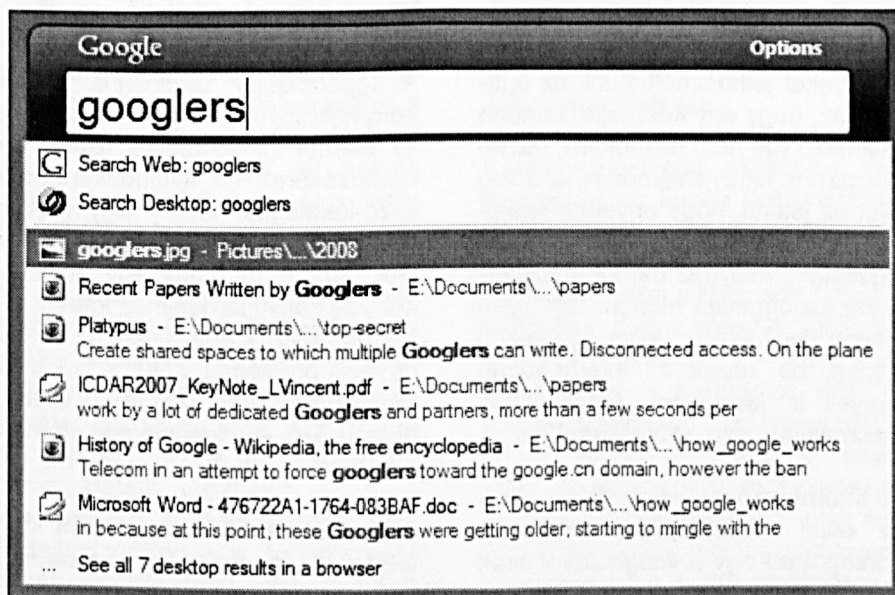 Google
Options
googlers
Search Web: googlers
Search Desktop: googlers
googlers.jpg - Pictures\...\2008
Recent Papers Written by Googlers - E:\Documents\...\papers
Platypus - E:\Documents\...\top-secret
Create shared spaces to which multiple Googlers can write. Disconnected access. On the plane
ICDAR2007_KeyNote_LVincent.pdf - E:\Documents\...\papers
work by a lot of dedicated Googlers and partners, more than a few seconds per
History of Google - Wikipedia, the free encyclopedia - E:\Documents\...\how_google_works
Telecom in an attempt to force googlers toward the google.cn domain, however the ban
Microsoft Word - 476722A1-1764-083BAF.doc - E:\Documents\...\how_google_works
in because at this point, these Googlers were getting older, starting to mingle with the
... See all 7 desktop results in a browser